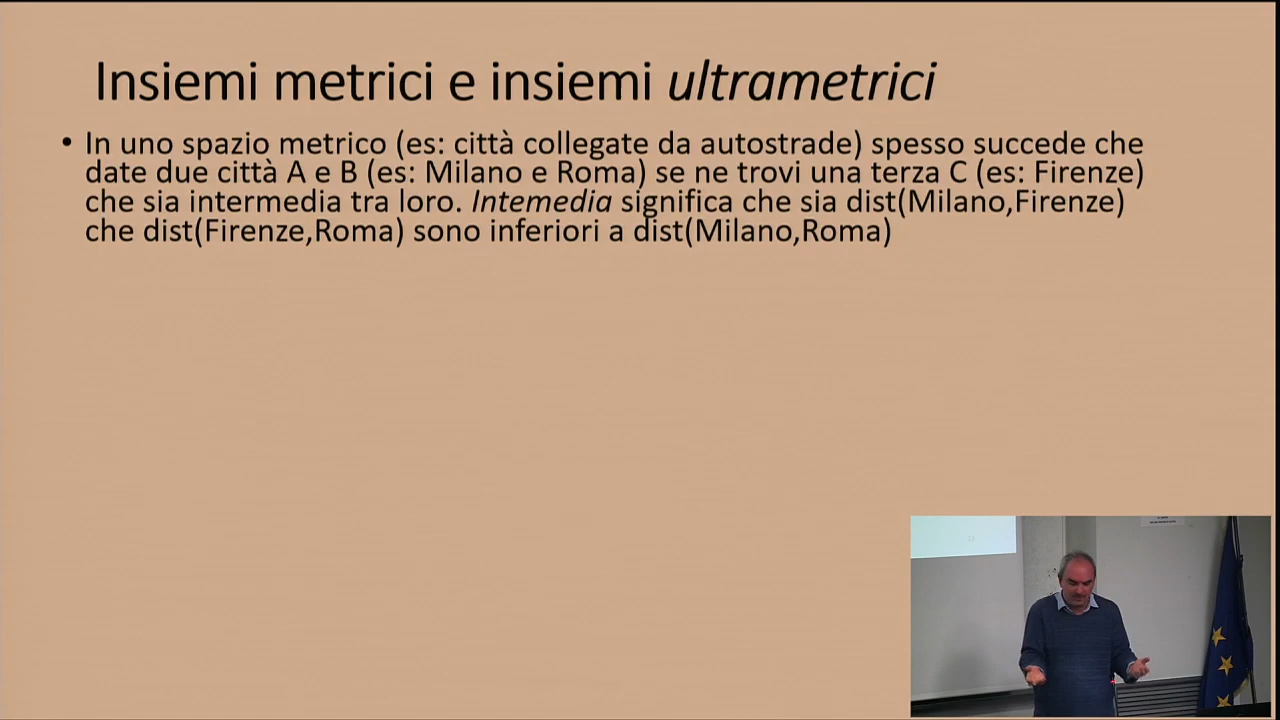 Insiemi metrici e insiemi ultrametrici
• In uno spazio metrico (es: città collegate da autostrade) spesso succede che
date due città A e B (es: Milano e Roma) se ne trovi una terza C (es: Firenze)
che sia intermedia tra loro. Intemedia significa che sia dist(Milano,Firenze)
che dist(Firenze,Roma) sono inferiori a dist(Milano,Roma)